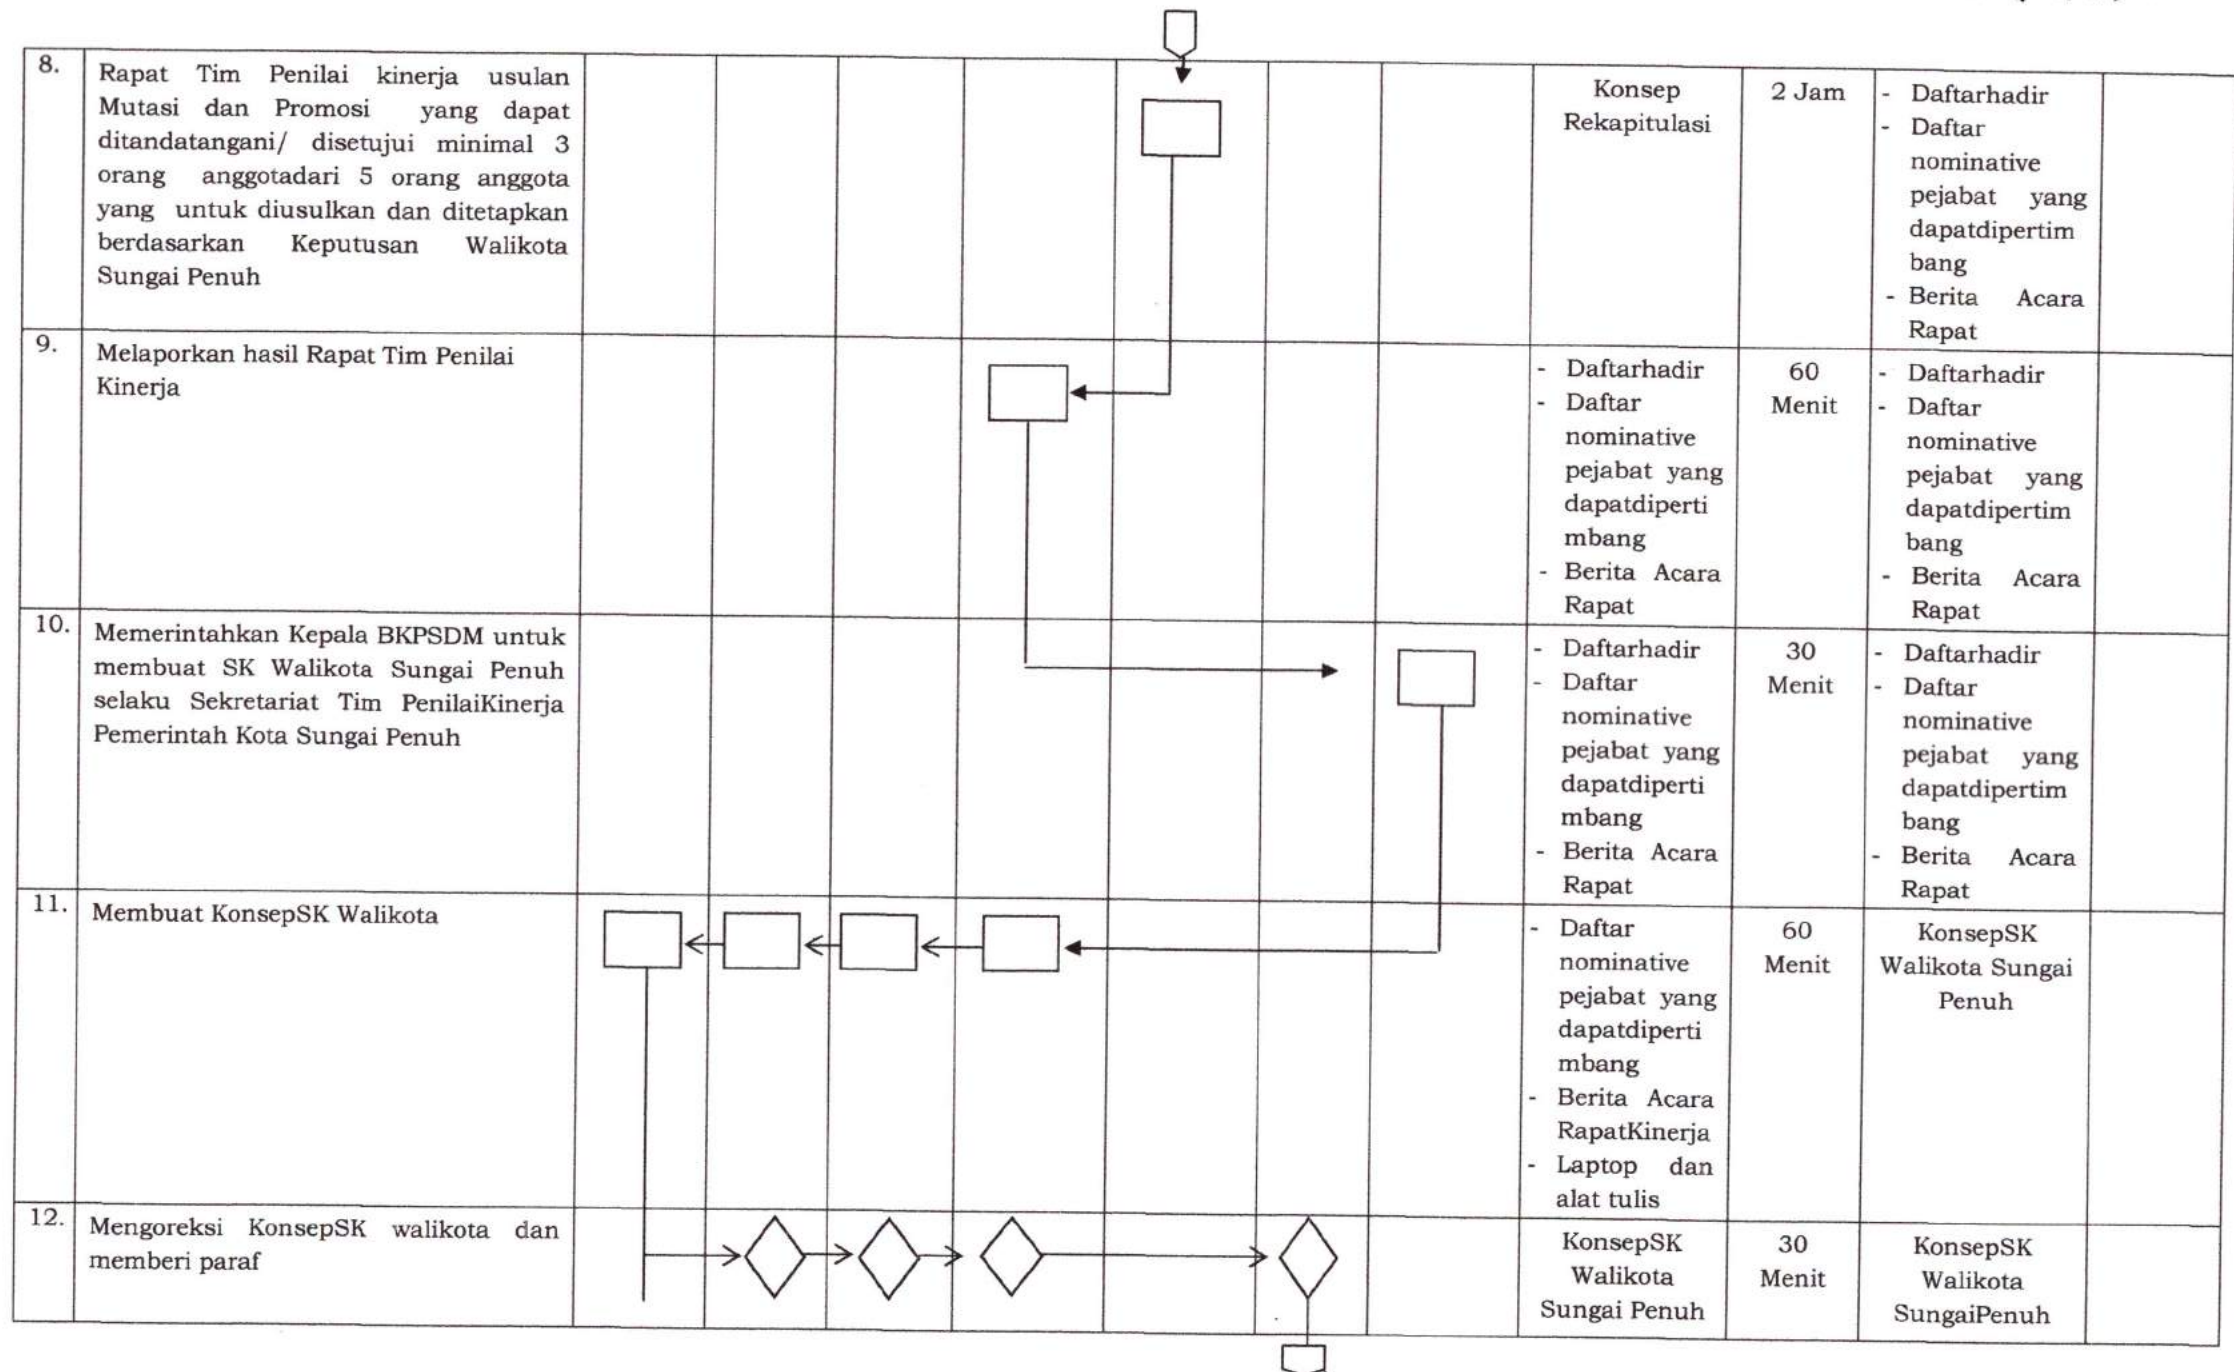 8.
Rapat Tim Penilai kinerja usulan
Mutasi dan Promosi yang dapat
ditandatangani/ disetujui minimal 3
orang anggotadari 5 orang anggota
yang untuk diusulkan dan ditetapkan
berdasarkan Keputusan Walikota
Sungai Penuh
Konsep
Rekapitulasi
2 Jam
- Daftarhadir
- Daftar
nominative
pejabat yang
dapatdipertim
bang
- Berita Acara
Rapat
9.
Melaporkan hasil Rapat Tim Penilai
Kinerja
- Daftarhadir
- Daftar
nominative
pejabat yang
dapatdiperti
mbang
- Berita Acara
Rapat
60
Menit
- Daftarhadir
- Daftar
nominative
pejabat yang
dapatdipertim
bang
- Berita Acara
Rapat
10.
Memerintahkan Kepala BKPSDM untuk
membuat SK Walikota Sungai Penuh
selaku Sekretariat Tim PenilaiKinerja
Pemerintah Kota Sungai Penuh
- Daftarhadir
- Daftar
nominative
pejabat yang
dapatdiperti
mbang
- Berita Acara
Rapat
30
Menit
- Daftarhadir
- Daftar
nominative
pejabat yang
dapatdipertim
bang
- Berita Acara
Rapat
11.
Membuat KonsepSK Walikota
- Daftar
nominative
pejabat yang
dapatdiperti
mbang
- Berita Acara
RapatKinerja
- Laptop dan
alat tulis
60
Menit
KonsepSK
Walikota Sungai
Penuh
12.
Mengoreksi KonsepSK walikota dan
memberi paraf
KonsepSK
Walikota
Sungai Penuh
30
Menit
KonsepSK
Walikota
SungaiPenuh